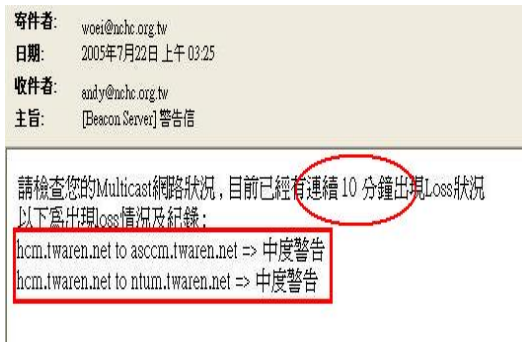 寄件者: woei@nchc.org.tw
日期: 2005年7月22日 上午 03:25
收件者: andy@nchc.org.tw
主旨: [Beacon Server] 警告信
請檢查您的Multicast網路狀況 , 目前已經有連續 10 分鐘出現Loss狀況
以下為出現loss情況及紀錄 :
hcm.twaren.net to asccm.twaren.net => 中度警告
hcm.twaren.net to ntum.twaren.net => 中度警告